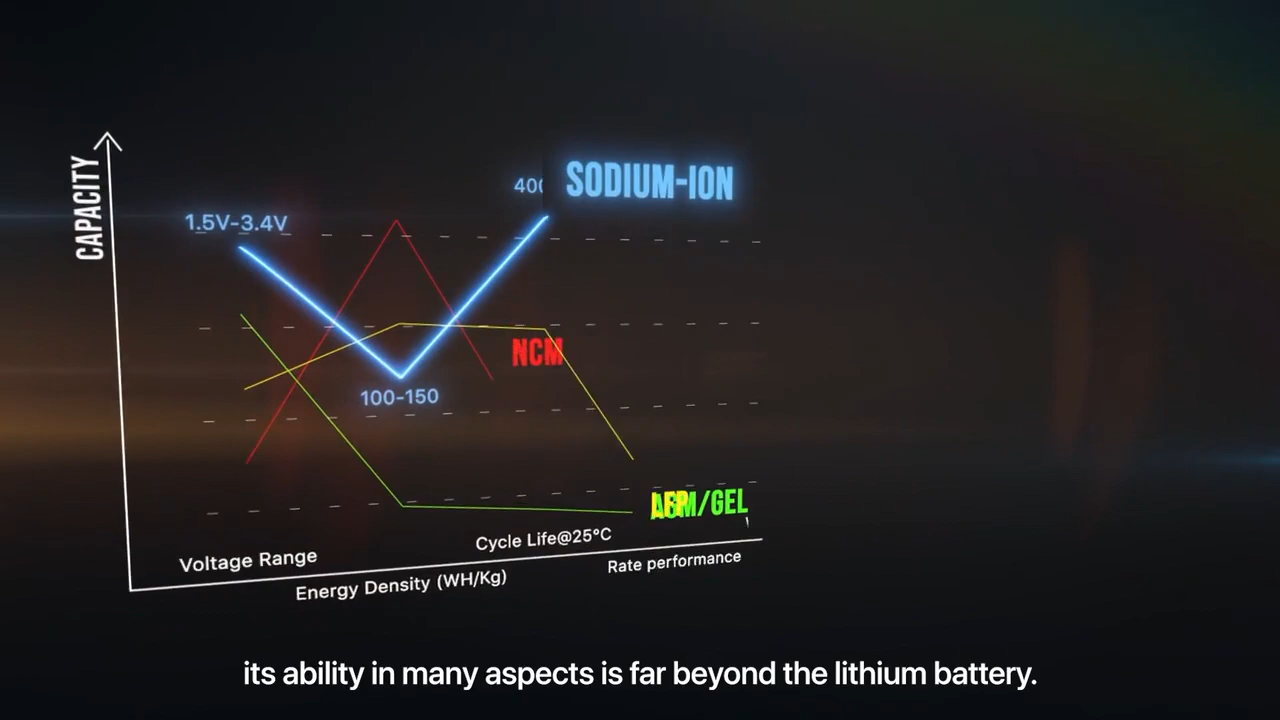 CAPACITY
1.5V-3.4V
SODIUM-ION
NCM
100-150
/GEL
Voltage Range
Cycle Life@25°C
Energy Density (WH/Kg)
Rate performance
its ability in many aspects is far beyond the lithium battery.